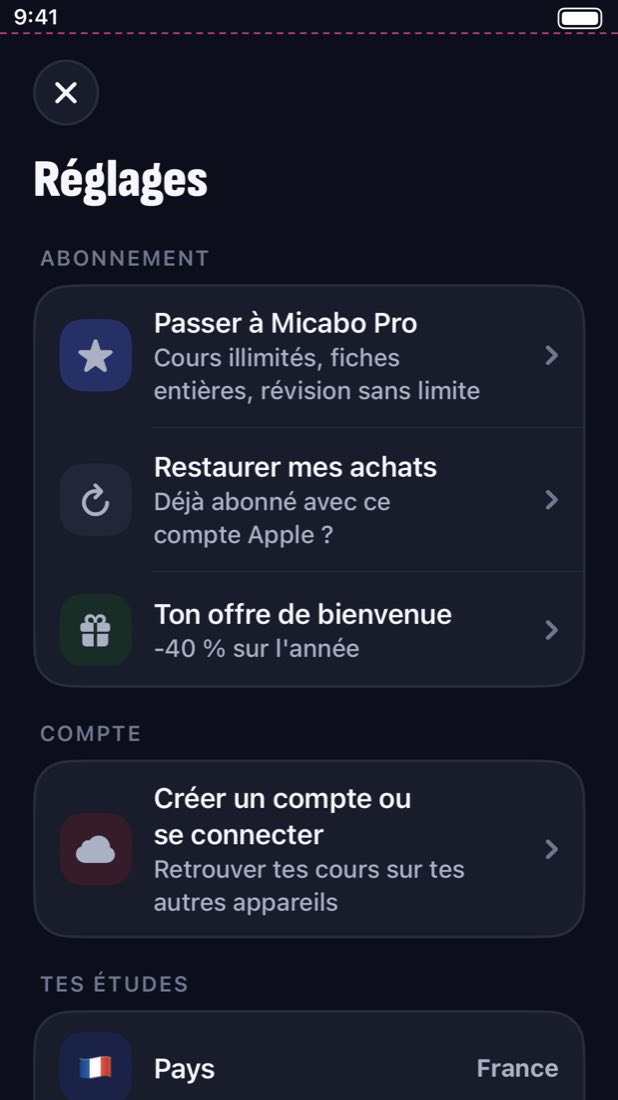 9:41
Réglages
ABONNEMENT
Passer à Micabo Pro
Cours illimités, fiches
entières, révision sans limite
Restaurer mes achats
Déjà abonné avec ce
compte Apple ?
Ton offre de bienvenue
-40 % sur l'année
COMPTE
Créer un compte ou
se connecter
Retrouver tes cours sur tes
autres appareils
TES ÉTUDES
Pays
France